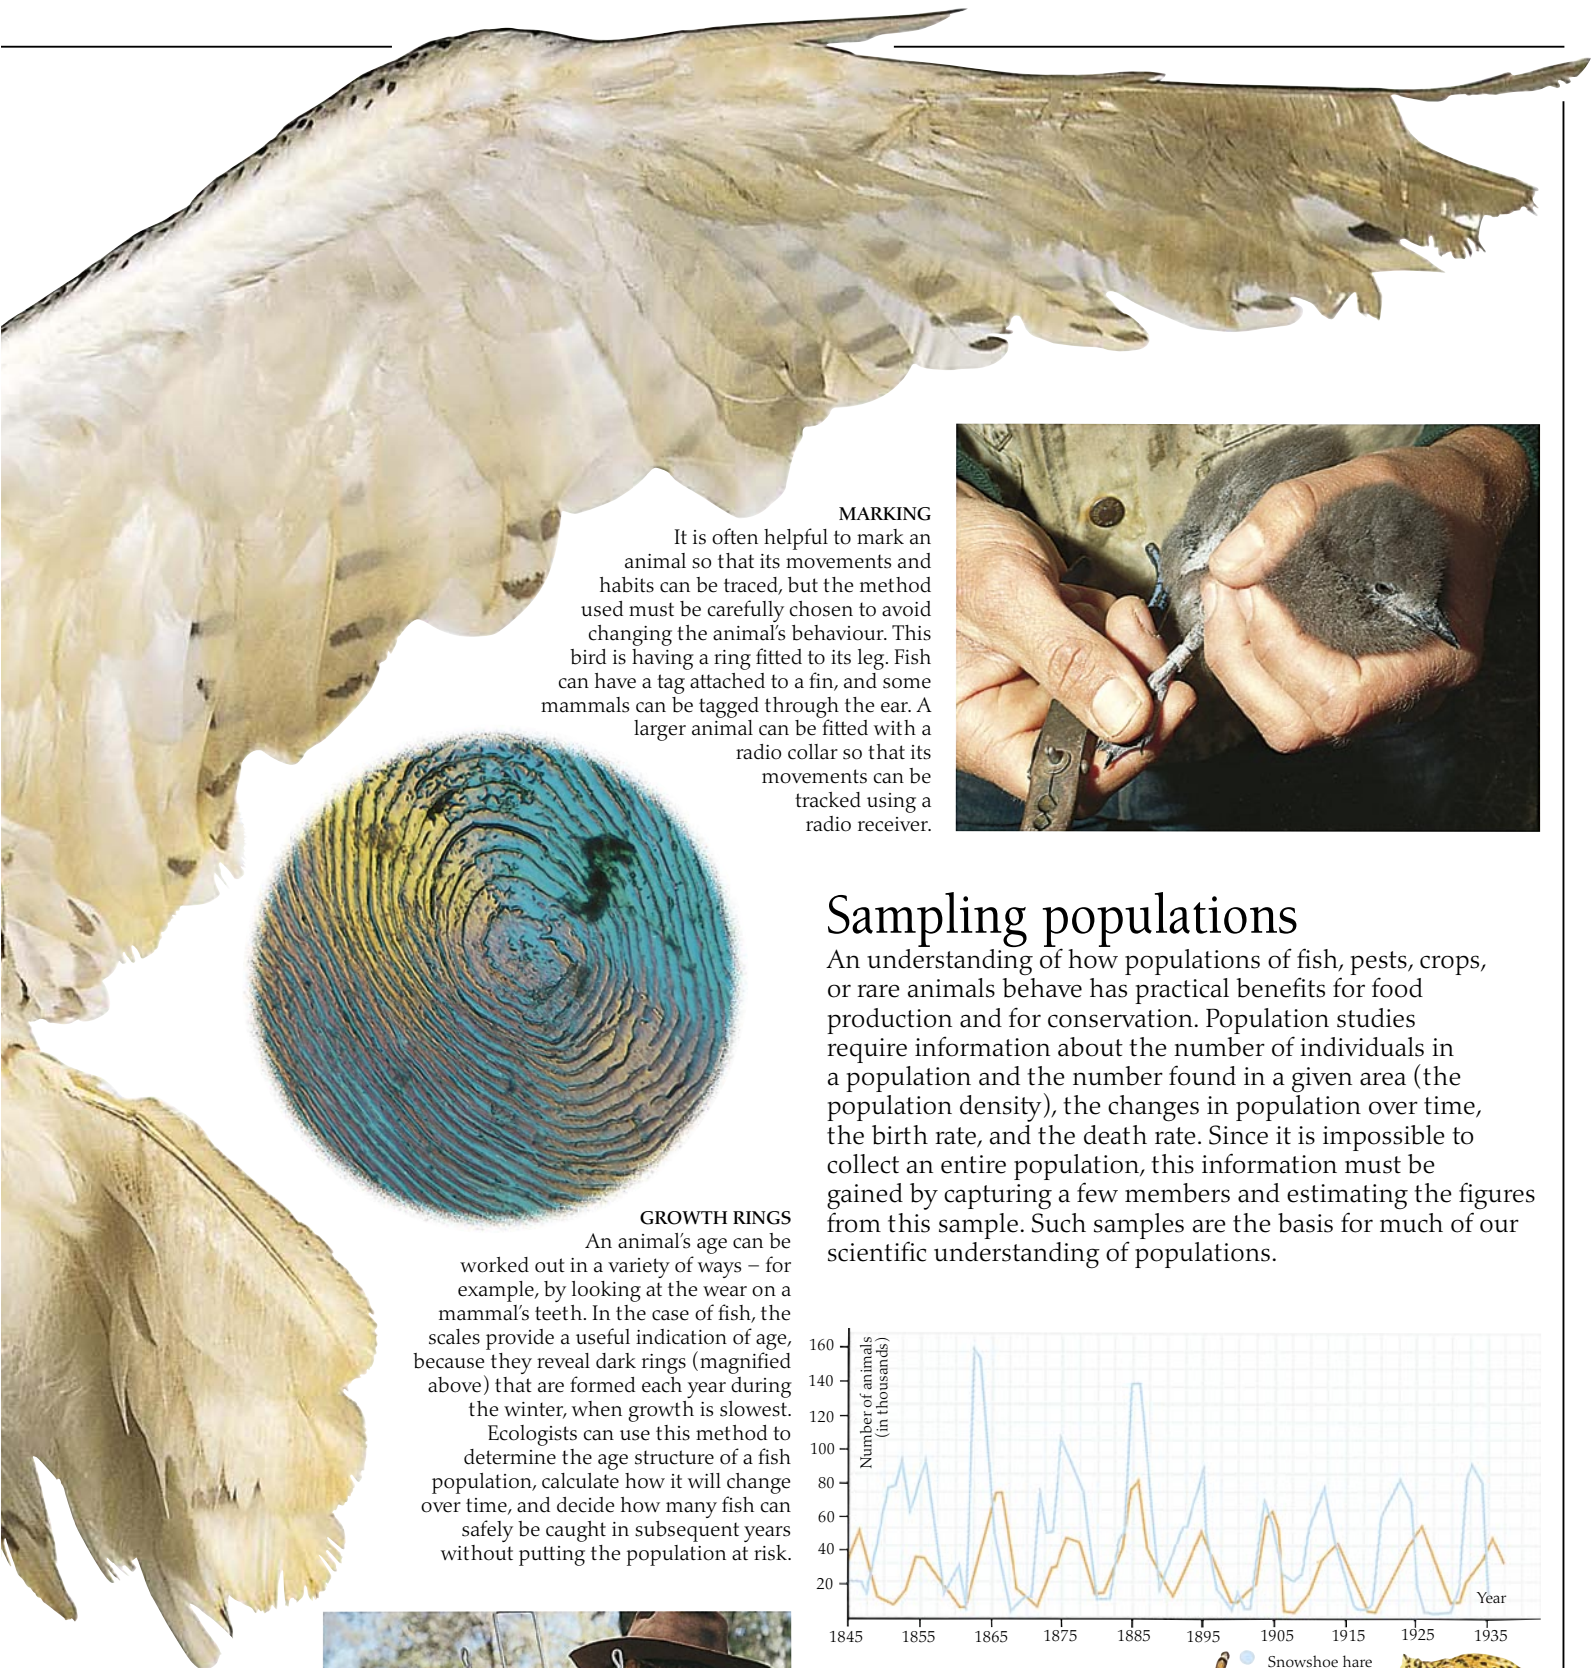 MARKING
It is often helpful to mark an
animal so that its movements and
habits can be traced, but the method
used must be carefully chosen to avoid
changing the animal's behaviour. This
bird is having a ring fitted to its leg. Fish
can have a tag attached to a fin, and some
mammals can be tagged through the ear. A
larger animal can be fitted with a
radio collar so that its
movements can be
tracked using a
radio receiver.
Sampling populations
An understanding of how populations of fish, pests, crops,
or rare animals behave has practical benefits for food
production and for conservation. Population studies
require information about the number of individuals in
a population and the number found in a given area (the
population density), the changes in population over time,
the birth rate, and the death rate. Since it is impossible to
collect an entire population, this information must be
gained by capturing a few members and estimating the figures
from this sample. Such samples are the basis for much of our
scientific understanding of populations.
GROWTH RINGS
An animal's age can be
worked out in a variety of ways – for
example, by looking at the wear on a
mammal's teeth. In the case of fish, the
scales provide a useful indication of age,
because they reveal dark rings (magnified
above) that are formed each year during
the winter, when growth is slowest.
Ecologists can use this method to
determine the age structure of a fish
population, calculate how it will change
over time, and decide how many fish can
safely be caught in subsequent years
without putting the population at risk.
Number of animals
(in thousands)
160
140
120
100
80
60
40
20
Year
1845 1855 1865 1875 1885 1895 1905 1915 1925 1935
Snowshoe hare